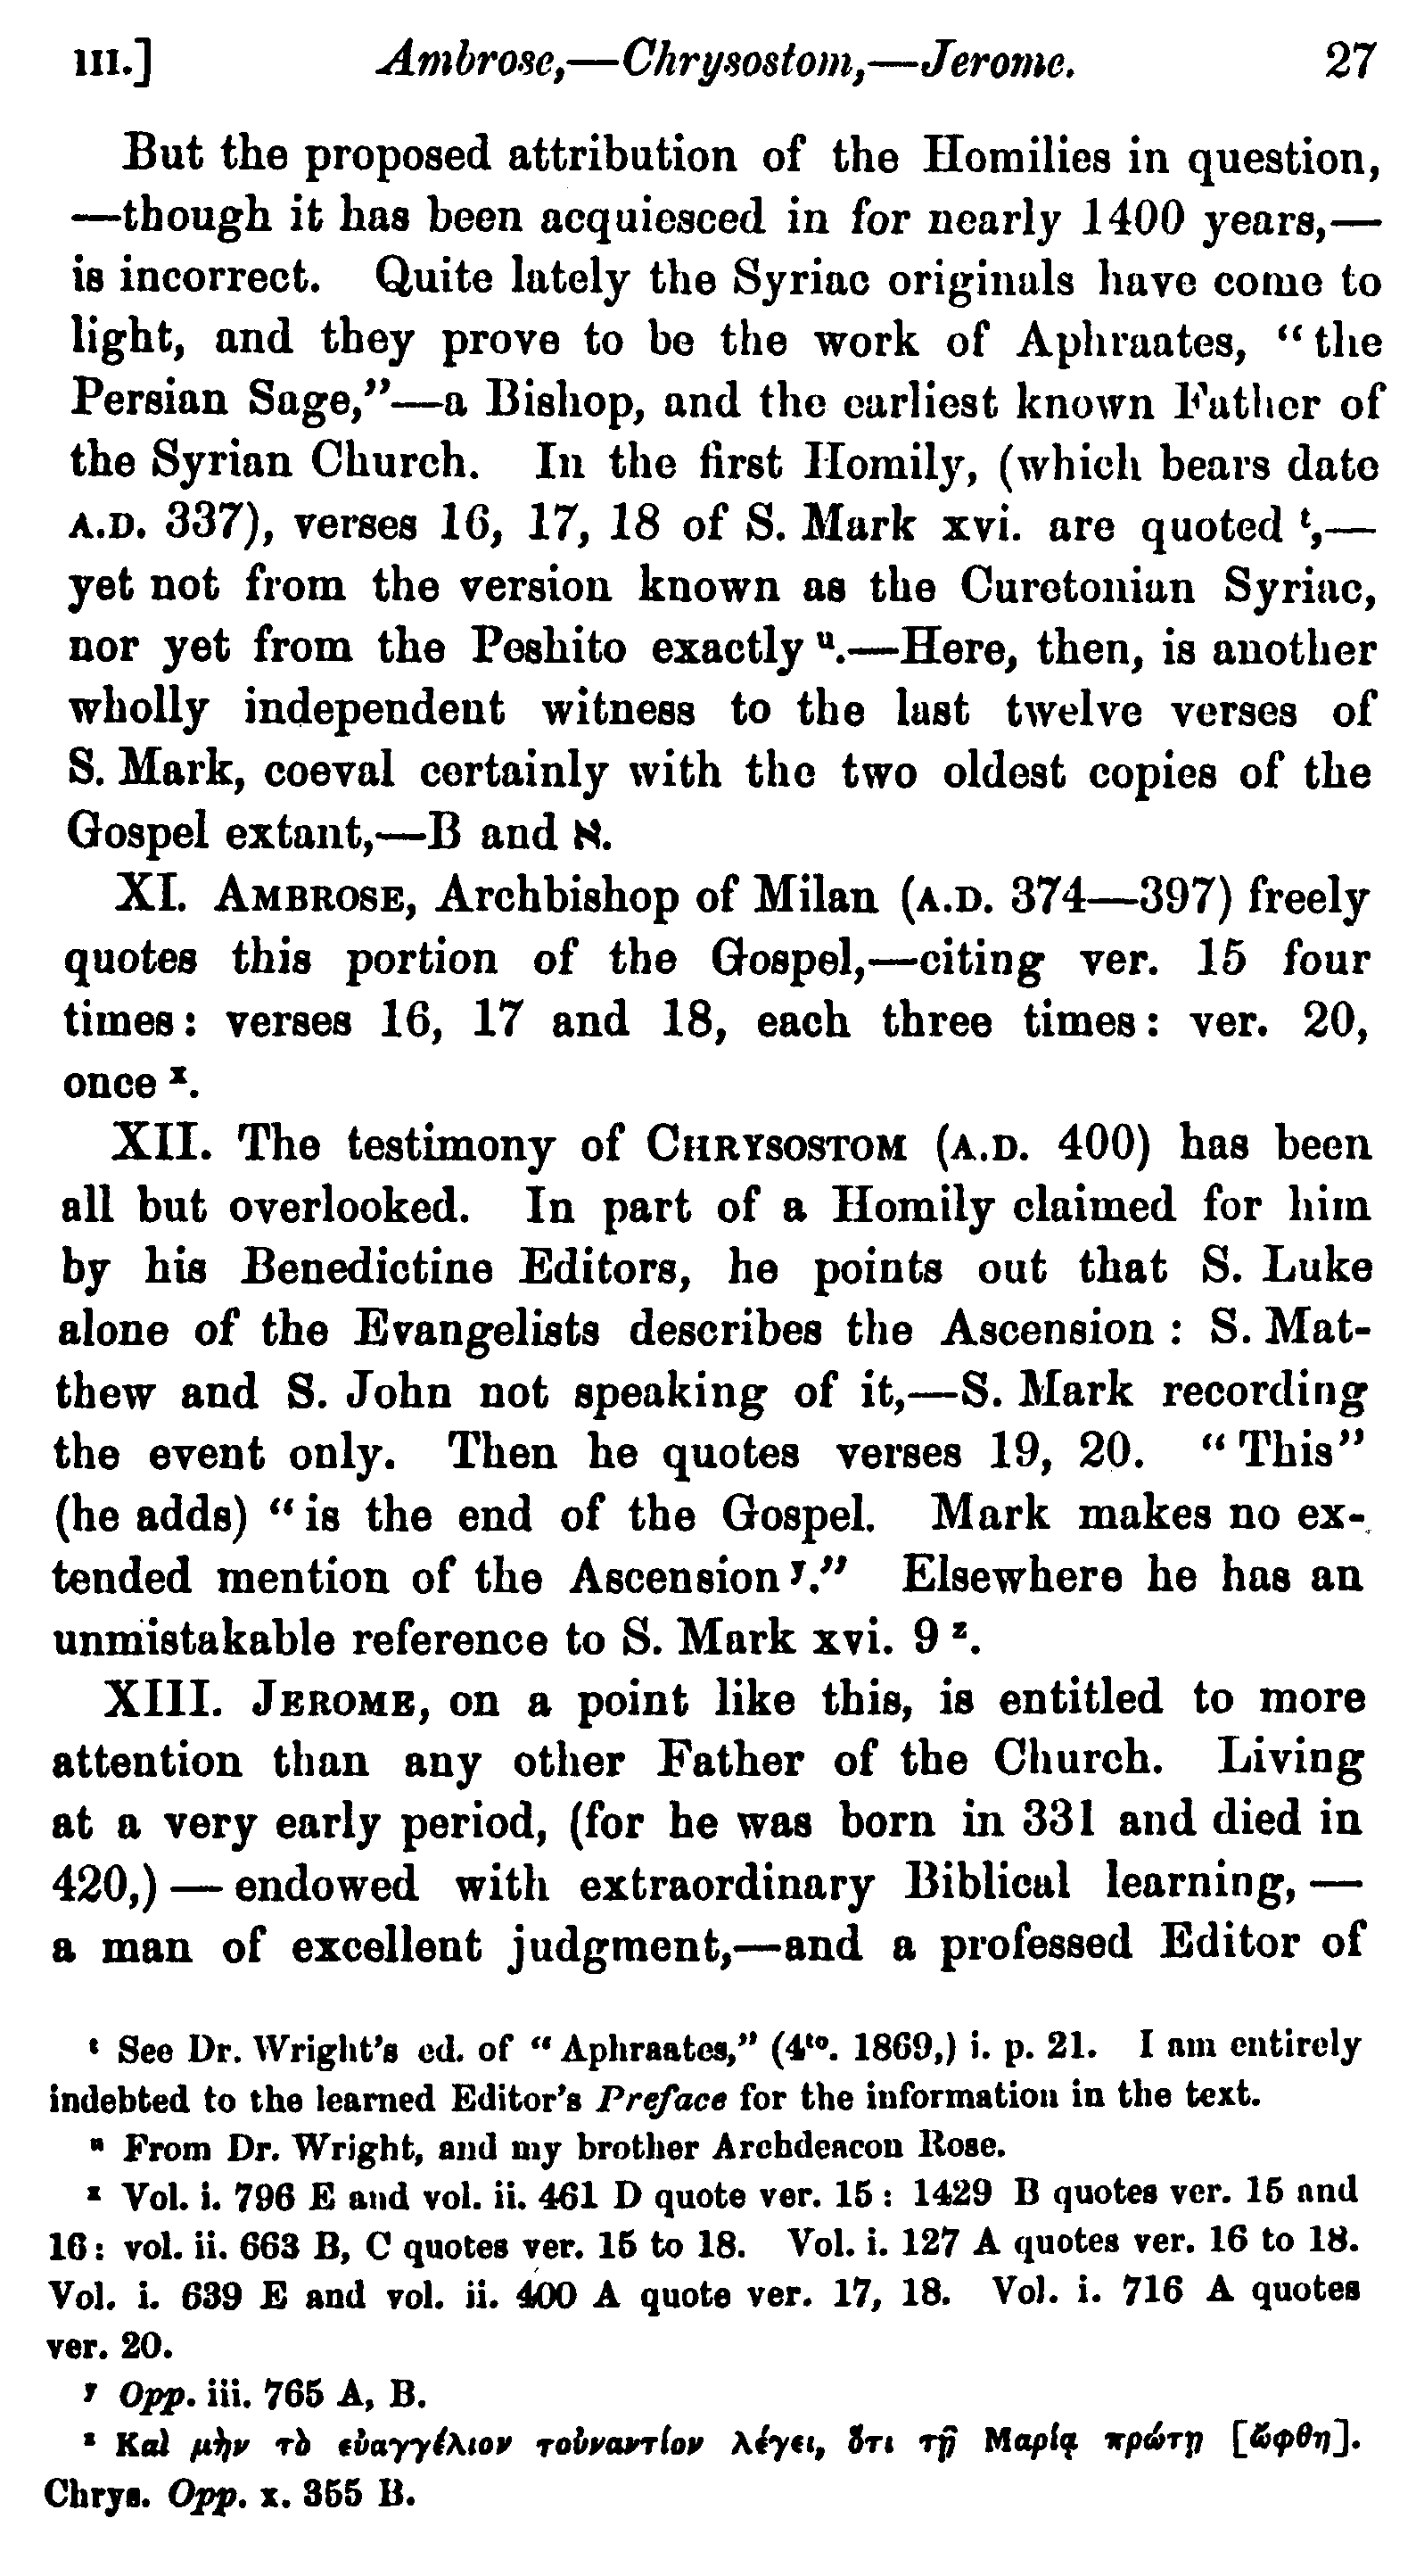 III.] Ambrose,—Chrysostom,—Jerome. 27
But the proposed attribution of the Homilies in question,
—though it has been acquiesced in for nearly 1400 years,—
is incorrect. Quite lately the Syriac originals have come to
light, and they prove to be the work of Aphraates, “the
Persian Sage,”—a Bishop, and the earliest known Father of
the Syrian Church. In the first Homily, (which bears date
A.D. 337), verses 16, 17, 18 of S. Mark xvi. are quoted t,—
yet not from the version known as the Curetonian Syriac,
nor yet from the Peshito exactly u.—Here, then, is another
wholly independent witness to the last twelve verses of
S. Mark, coeval certainly with the two oldest copies of the
Gospel extant,—B and א.
XI. AMBROSE, Archbishop of Milan (A.D. 374—397) freely
quotes this portion of the Gospel,—citing ver. 15 four
times: verses 16, 17 and 18, each three times: ver. 20,
once x.
XII. The testimony of CHRYSOSTOM (A.D. 400) has been
all but overlooked. In part of a Homily claimed for him
by his Benedictine Editors, he points out that S. Luke
alone of the Evangelists describes the Ascension: S. Mat-
thew and S. John not speaking of it,—S. Mark recording
the event only. Then he quotes verses 19, 20. “This”
(he adds) “is the end of the Gospel. Mark makes no ex-
tended mention of the Ascension y.” Elsewhere he has an
unmistakable reference to S. Mark xvi. 9 z.
XIII. JEROME, on a point like this, is entitled to more
attention than any other Father of the Church. Living
at a very early period, (for he was born in 331 and died in
420,)—endowed with extraordinary Biblical learning,—
a man of excellent judgment,—and a professed Editor of
t See Dr. Wright’s ed. of “Aphraates,” (4to. 1869,) i. p. 21. I am entirely
indebted to the learned Editor’s Preface for the information in the text.
u From Dr. Wright, and my brother Archdeacon Rose.
x Vol. i. 796 E and vol. ii. 461 D quote ver. 15: 1429 B quotes ver. 15 and
16: vol. ii. 663 B, C quotes ver. 15 to 18. Vol. i. 127 A quotes ver. 16 to 18.
Vol. i. 639 E and vol. ii. 400 A quote ver. 17, 18. Vol. i. 716 A quotes
ver. 20.
y Opp. iii. 765 A, B.
z Καὶ μὴν τὸ εὐαγγέλιον τοὐναντίον λέγει, ὅτι τῇ Μαρίᾳ πρώτῃ [ὤφθη].
Chrys. Opp. x. 355 B.